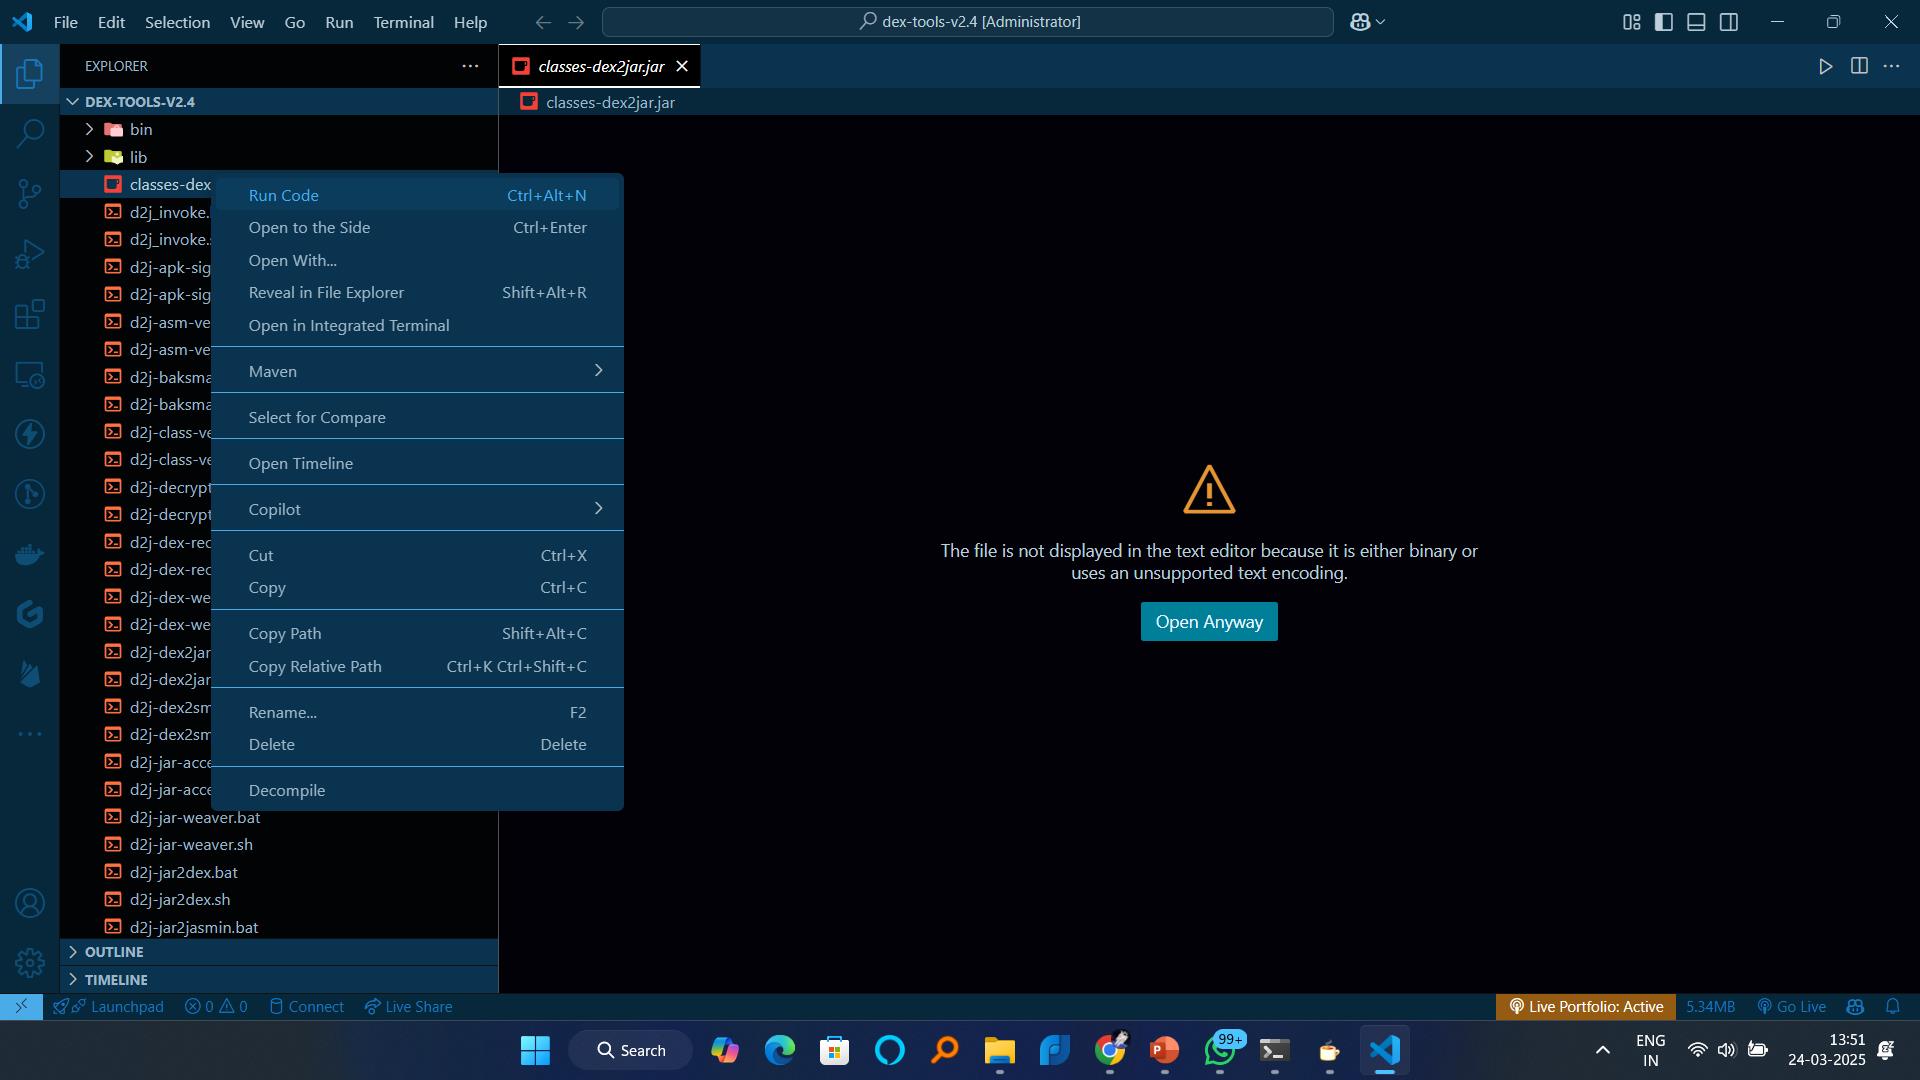 File Edit Selection View Go Run Terminal Help
dex-tools-v2.4 [Administrator]
EXPLORER
classes-dex2jar.jar
DEX-TOOLS-V2.4
classes-dex2jar.jar
bin
lib
classes-dex
d2j_invoke.
d2j_invoke.s
d2j-apk-sig
d2j-apk-sig
d2j-asm-ve
d2j-asm-ve
d2j-baksma
d2j-baksma
d2j-class-ve
d2j-class-ve
d2j-decrypt
d2j-decrypt
d2j-dex-rec
d2j-dex-rec
d2j-dex-we
d2j-dex-we
d2j-dex2jar
d2j-dex2jar
d2j-dex2sm
d2j-dex2sm
d2j-jar-acce
d2j-jar-acce
d2j-jar-weaver.bat
d2j-jar-weaver.sh
d2j-jar2dex.bat
d2j-jar2dex.sh
d2j-jar2jasmin.bat
OUTLINE
TIMELINE
Run Code Ctrl+Alt+N
Open to the Side Ctrl+Enter
Open With...
Reveal in File Explorer Shift+Alt+R
Open in Integrated Terminal
Maven
Select for Compare
Open Timeline
Copilot
Cut Ctrl+X
Copy Ctrl+C
Copy Path Shift+Alt+C
Copy Relative Path Ctrl+K Ctrl+Shift+C
Rename... F2
Delete Delete
Decompile
The file is not displayed in the text editor because it is either binary or
uses an unsupported text encoding.
Open Anyway
Launchpad 0 0 Connect Live Share
Live Portfolio: Active 5.34MB Go Live
Search
99+
ENG
IN
13:51
24-03-2025